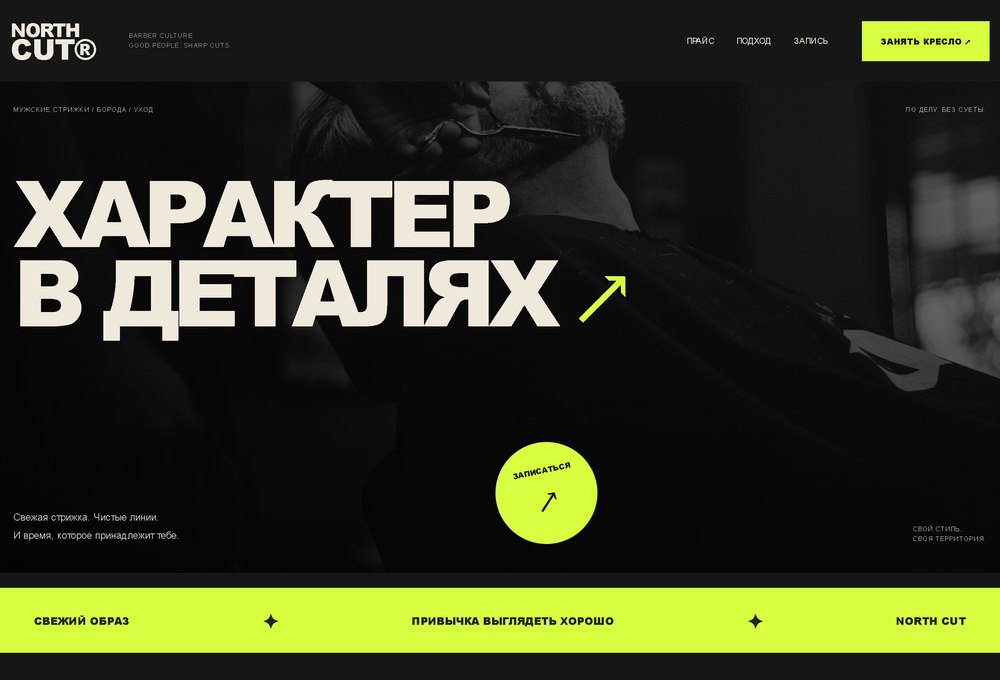 NORTH
CUT®
BARBER CULTURE
GOOD PEOPLE. SHARP CUTS.
ПРАЙС
ПОДХОД
ЗАПИСЬ
ЗАНЯТЬ КРЕСЛО ↗
МУЖСКИЕ СТРИЖКИ / БОРОДА / УХОД
ПО ДЕЛУ. БЕЗ СУЕТЫ.
ХАРАКТЕР
В ДЕТАЛЯХ ↗
ЗАПИСАТЬСЯ
↗
Свежая стрижка. Чистые линии.
И время, которое принадлежит тебе.
СВОЙ СТИЛЬ.
СВОЯ ТЕРРИТОРИЯ.
СВЕЖИЙ ОБРАЗ ✦ ПРИВЫЧКА ВЫГЛЯДЕТЬ ХОРОШО ✦ NORTH CUT